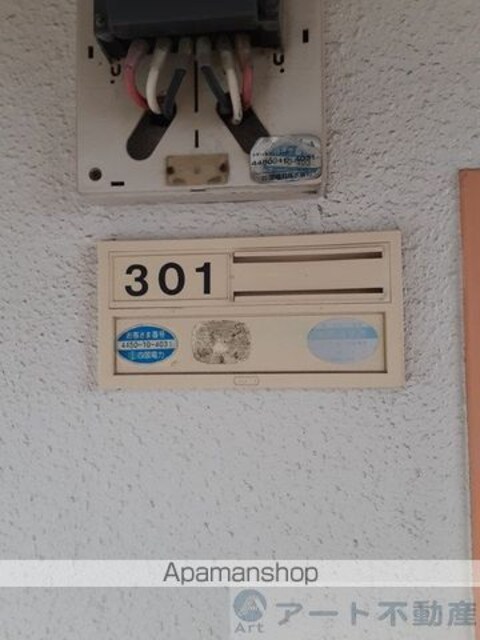 301
お客さま番号
4400-10-4031
四国電力
Apamanshop
Art アート不動産